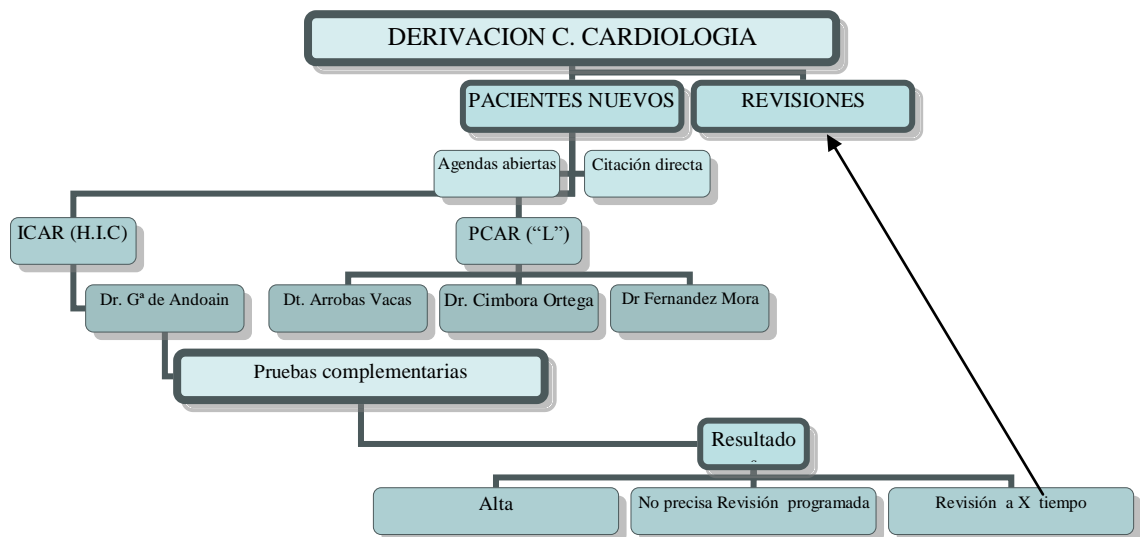 DERIVACION C. CARDIOLOGIA
PACIENTES NUEVOS
REVISIONES
Agendas abiertas
Citación directa
ICAR (H.I.C)
PCAR (“L”)
Dr. Gª de Andoain
Dt. Arrobas Vacas
Dr. Cimbora Ortega
Dr Fernandez Mora
Pruebas complementarias
Resultado
Alta
No precisa Revisión programada
Revisión a X tiempo